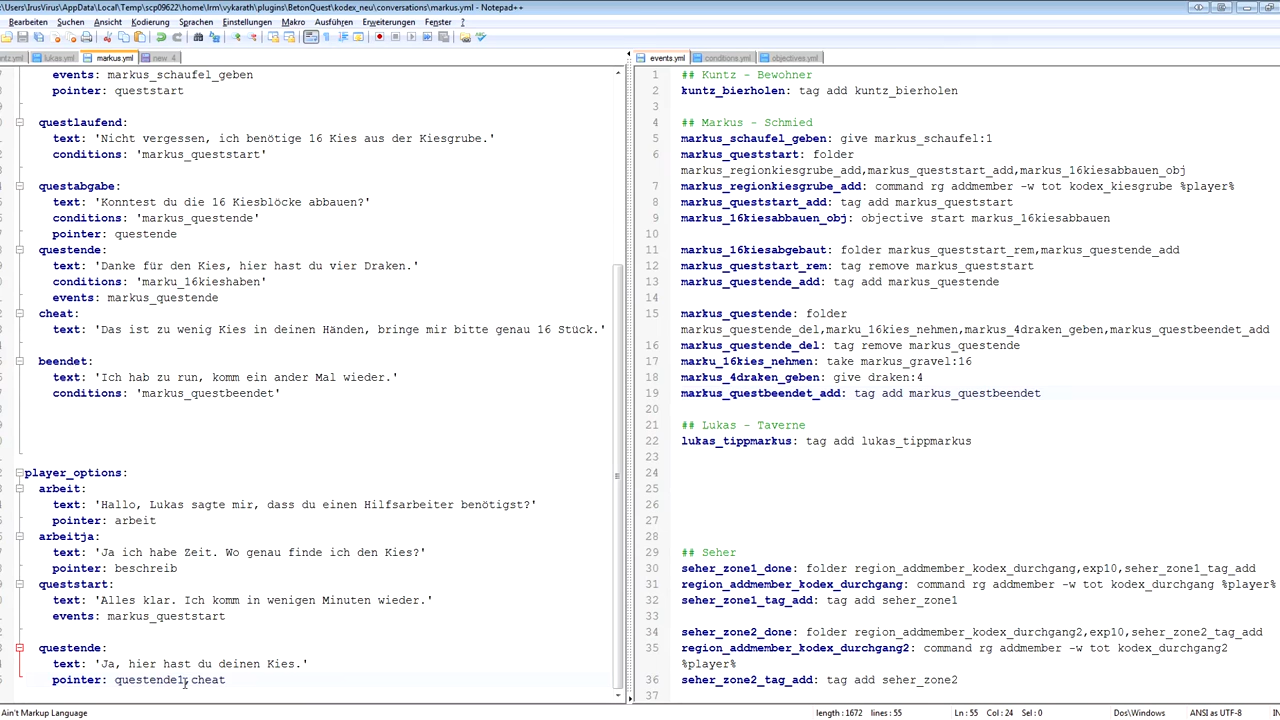 s:\Users\IrusVirus\AppData\Local\Temp\scp09622\home\lrm\vykarath\plugins\BetonQuest\kodex_neu\conversations\markus.yml - Notepad++
Bearbeiten Suchen Ansicht Kodierung Sprachen Einstellungen Makro Ausführen Erweiterungen Fenster ?
ntz.yml lukas.yml markus.yml new 4
events: markus_schaufel_geben
pointer: queststart
questlaufend:
text: 'Nicht vergessen, ich benötige 16 Kies aus der Kiesgrube.'
conditions: 'markus_queststart'
questabgabe:
text: 'Konntest du die 16 Kiesblöcke abbauen?'
conditions: 'markus_questende'
pointer: questende
questende:
text: 'Danke für den Kies, hier hast du vier Draken.'
conditions: 'marku_16kieshaben'
events: markus_questende
cheat:
text: 'Das ist zu wenig Kies in deinen Händen, bringe mir bitte genau 16 Stück.'
beendet:
text: 'Ich hab zu run, komm ein ander Mal wieder.'
conditions: 'markus_questbeendet'
player_options:
arbeit:
text: 'Hallo, Lukas sagte mir, dass du einen Hilfsarbeiter benötigst?'
pointer: arbeit
arbeitja:
text: 'Ja ich habe Zeit. Wo genau finde ich den Kies?'
pointer: beschreib
queststart:
text: 'Alles klar. Ich komm in wenigen Minuten wieder.'
events: markus_queststart
questende:
text: 'Ja, hier hast du deinen Kies.'
pointer: questende1,cheat
events.yml conditions.yml objectives.yml
1 ## Kuntz - Bewohner
2 kuntz_bierholen: tag add kuntz_bierholen
3
4 ## Markus - Schmied
5 markus_schaufel_geben: give markus_schaufel:1
6 markus_queststart: folder
markus_regionkiesgrube_add,markus_queststart_add,markus_16kiesabbauen_obj
7 markus_regionkiesgrube_add: command rg addmember -w tot kodex_kiesgrube %player%
8 markus_queststart_add: tag add markus_queststart
9 markus_16kiesabbauen_obj: objective start markus_16kiesabbauen
10
11 markus_16kiesabgebaut: folder markus_queststart_rem,markus_questende_add
12 markus_queststart_rem: tag remove markus_queststart
13 markus_questende_add: tag add markus_questende
14
15 markus_questende: folder
markus_questende_del,marku_16kies_nehmen,markus_4draken_geben,markus_questbeendet_add
16 markus_questende_del: tag remove markus_questende
17 marku_16kies_nehmen: take markus_gravel:16
18 markus_4draken_geben: give draken:4
19 markus_questbeendet_add: tag add markus_questbeendet
20
21 ## Lukas - Taverne
22 lukas_tippmarkus: tag add lukas_tippmarkus
23
24
25
26
27
28
29 ## Seher
30 seher_zone1_done: folder region_addmember_kodex_durchgang,exp10,seher_zone1_tag_add
31 region_addmember_kodex_durchgang: command rg addmember -w tot kodex_durchgang %player%
32 seher_zone1_tag_add: tag add seher_zone1
33
34 seher_zone2_done: folder region_addmember_kodex_durchgang2,exp10,seher_zone2_tag_add
35 region_addmember_kodex_durchgang2: command rg addmember -w tot kodex_durchgang2
%player%
36 seher_zone2_tag_add: tag add seher_zone2
37
Ain't Markup Language length : 1672 lines : 55 Ln : 55 Col : 24 Sel : 0 Dos\Windows ANSI as UTF-8 IN